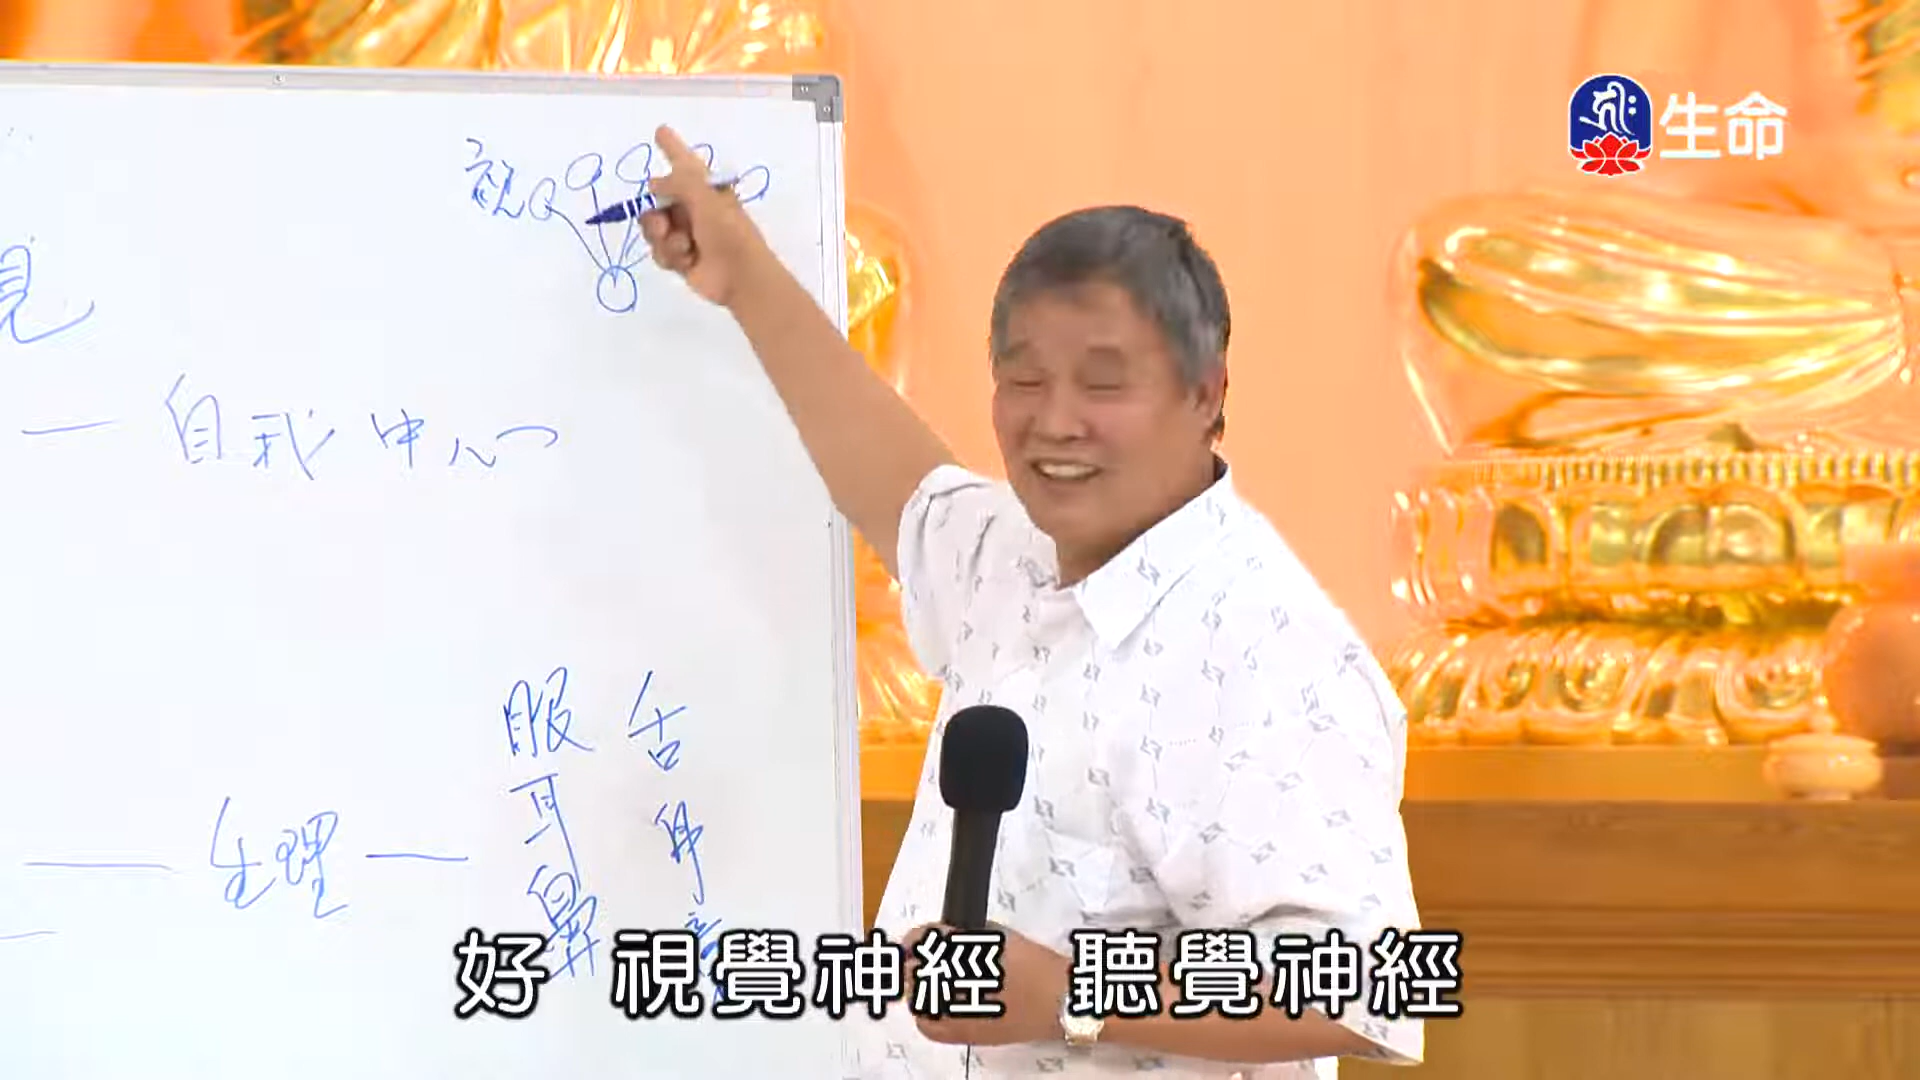 生命
視
見
自我中心
眼 舌
耳 身
生理
鼻
好 視覺神經 聽覺神經